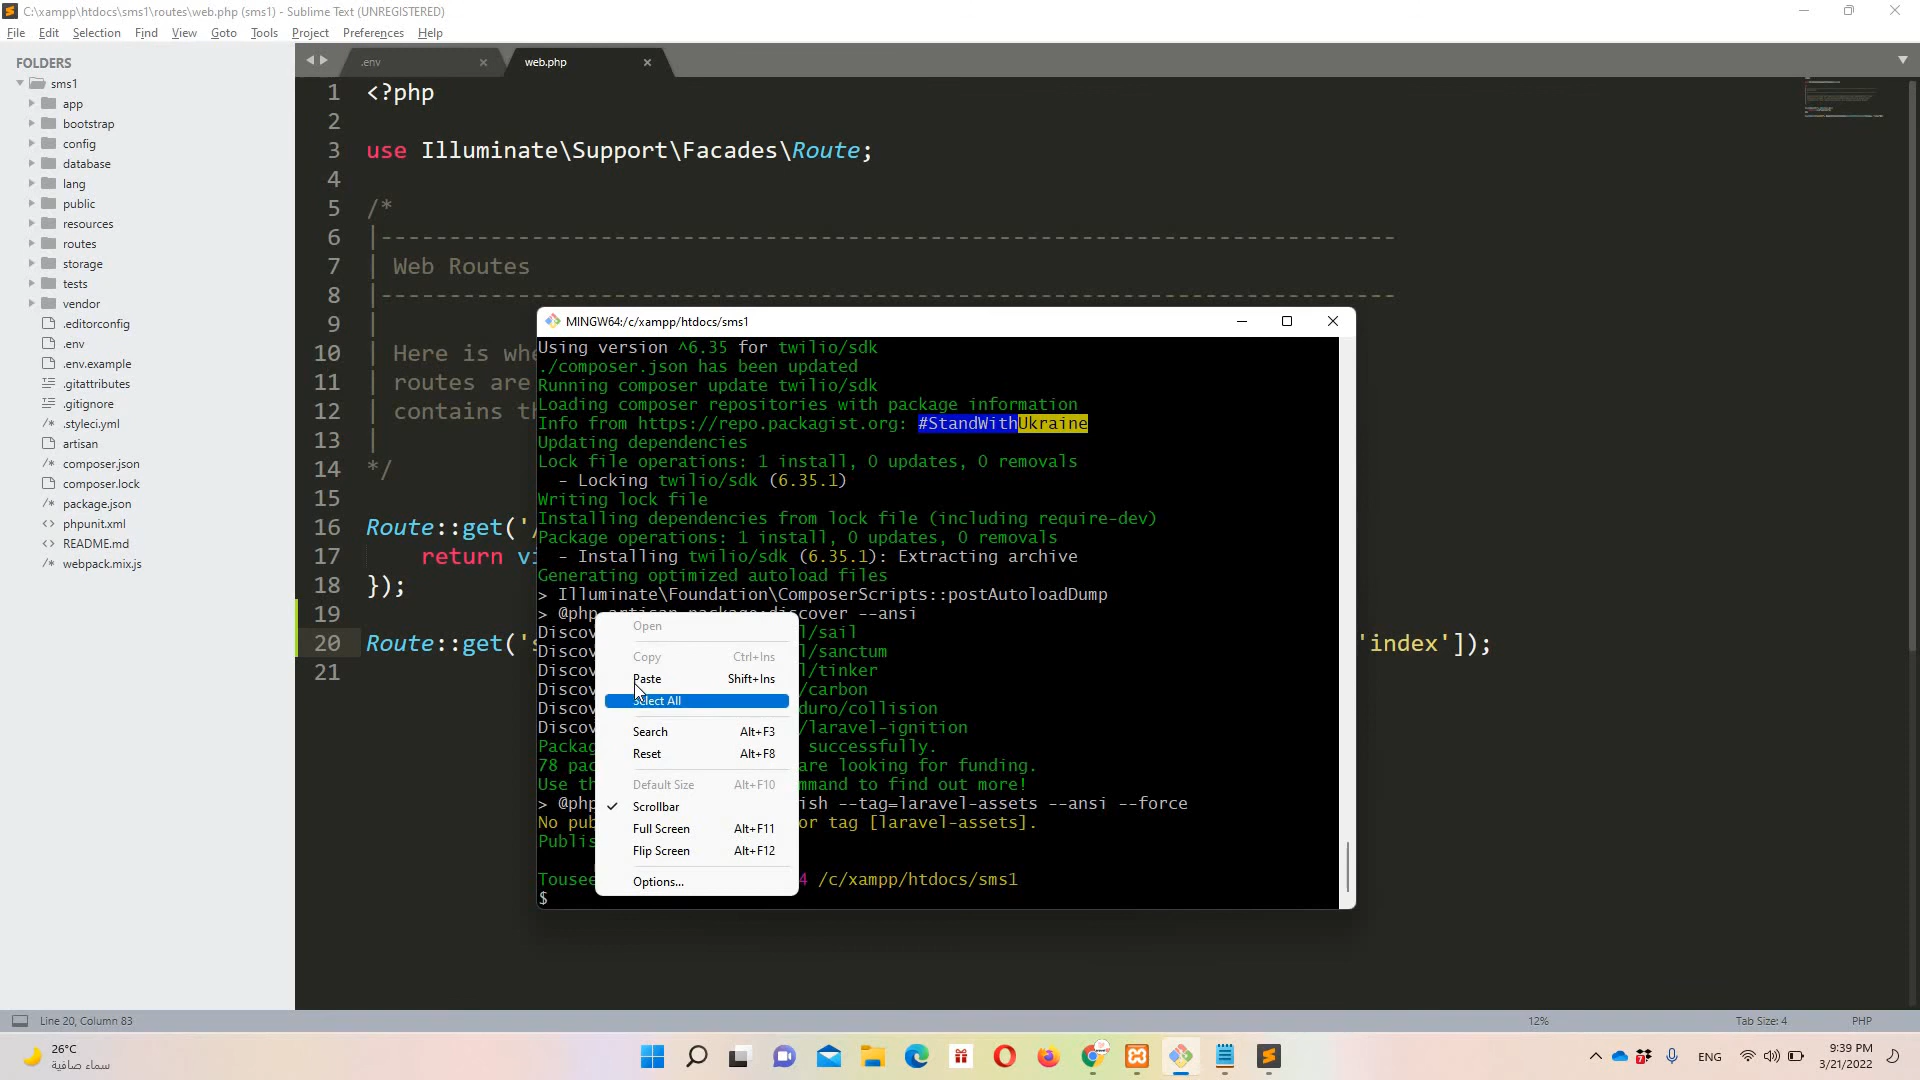 C:\xampp\htdocs\sms1\routes\web.php (sms1) - Sublime Text (UNREGISTERED)
File Edit Selection Find View Goto Tools Project Preferences Help
FOLDERS
sms1
app
bootstrap
config
database
lang
public
resources
routes
storage
tests
vendor
.editorconfig
.env
.env.example
.gitattributes
.gitignore
.styleci.yml
artisan
composer.json
composer.lock
package.json
phpunit.xml
README.md
webpack.mix.js
.env
web.php
1 <?php
2
3 use Illuminate\Support\Facades\Route;
4
5 /*
6 |--------------------------------------------------------------------------
7 | Web Routes
8 |--------------------------------------------------------------------------
9 |
10 | Here is
11 | routes are
12 | contains
13 |
14 */
15
16 Route::get('
17 return
18 });
19
20 Route::get(' 'index']);
21
MINGW64:/c/xampp/htdocs/sms1
Using version ^6.35 for twilio/sdk
./composer.json has been updated
Running composer update twilio/sdk
Loading composer repositories with package information
Info from https://repo.packagist.org: #StandWithUkraine
Updating dependencies
Lock file operations: 1 install, 0 updates, 0 removals
- Locking twilio/sdk (6.35.1)
Writing lock file
Installing dependencies from lock file (including require-dev)
Package operations: 1 install, 0 updates, 0 removals
- Installing twilio/sdk (6.35.1): Extracting archive
Generating optimized autoload files
> Illuminate\Foundation\ComposerScripts::postAutoloadDump
> @php artisan package:discover --ansi
Discov l/sail
Discov l/sanctum
Discov l/tinker
Discov /carbon
Discov duro/collision
Discov /laravel-ignition
Packag successfully.
78 pac are looking for funding.
Use th mmand to find out more!
> @php ish --tag=laravel-assets --ansi --force
No pub or tag [laravel-assets].
Publis
Tousee 4 /c/xampp/htdocs/sms1
$
Open
Copy Ctrl+Ins
Paste Shift+Ins
Select All
Search Alt+F3
Reset Alt+F8
Default Size Alt+F10
Scrollbar
Full Screen Alt+F11
Flip Screen Alt+F12
Options...
Line 20, Column 83
12%
Tab Size: 4
PHP
26°C
سماء صافية
ENG
9:39 PM
3/21/2022